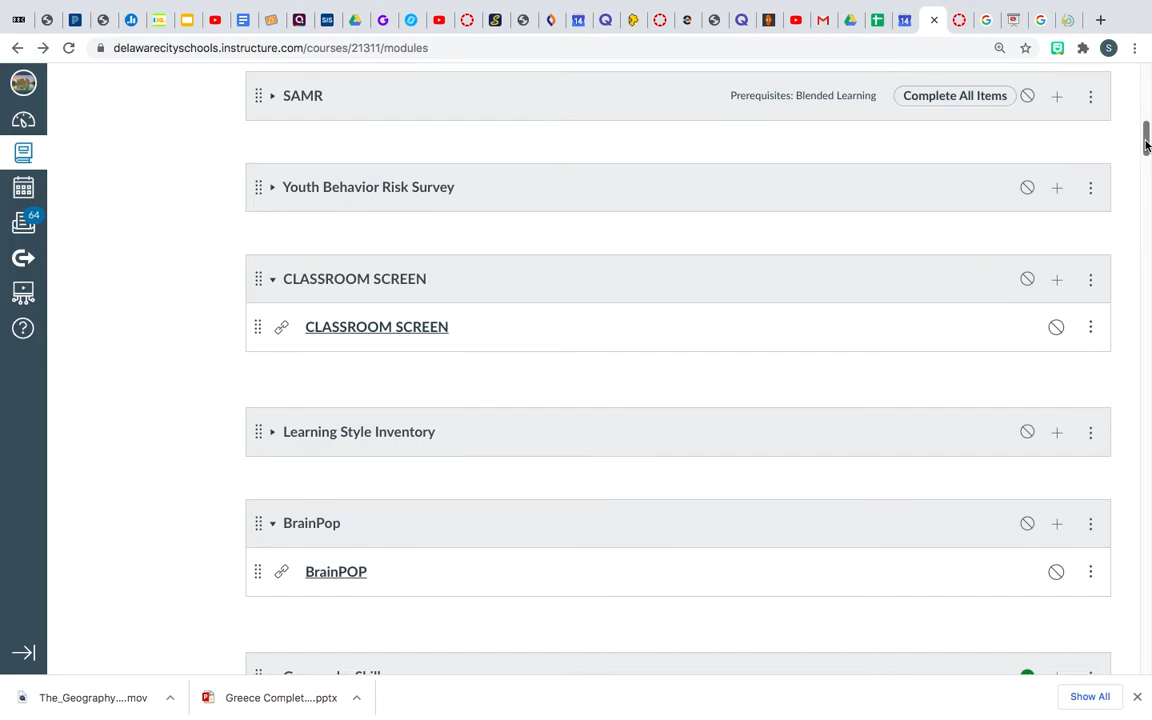 delawarecityschools.instructure.com/courses/21311/modules
S
SAMR
Prerequisites: Blended Learning
Complete All Items
Youth Behavior Risk Survey
64
CLASSROOM SCREEN
CLASSROOM SCREEN
Learning Style Inventory
BrainPop
BrainPOP
The_Geography....mov
Greece Complet....pptx
Show All